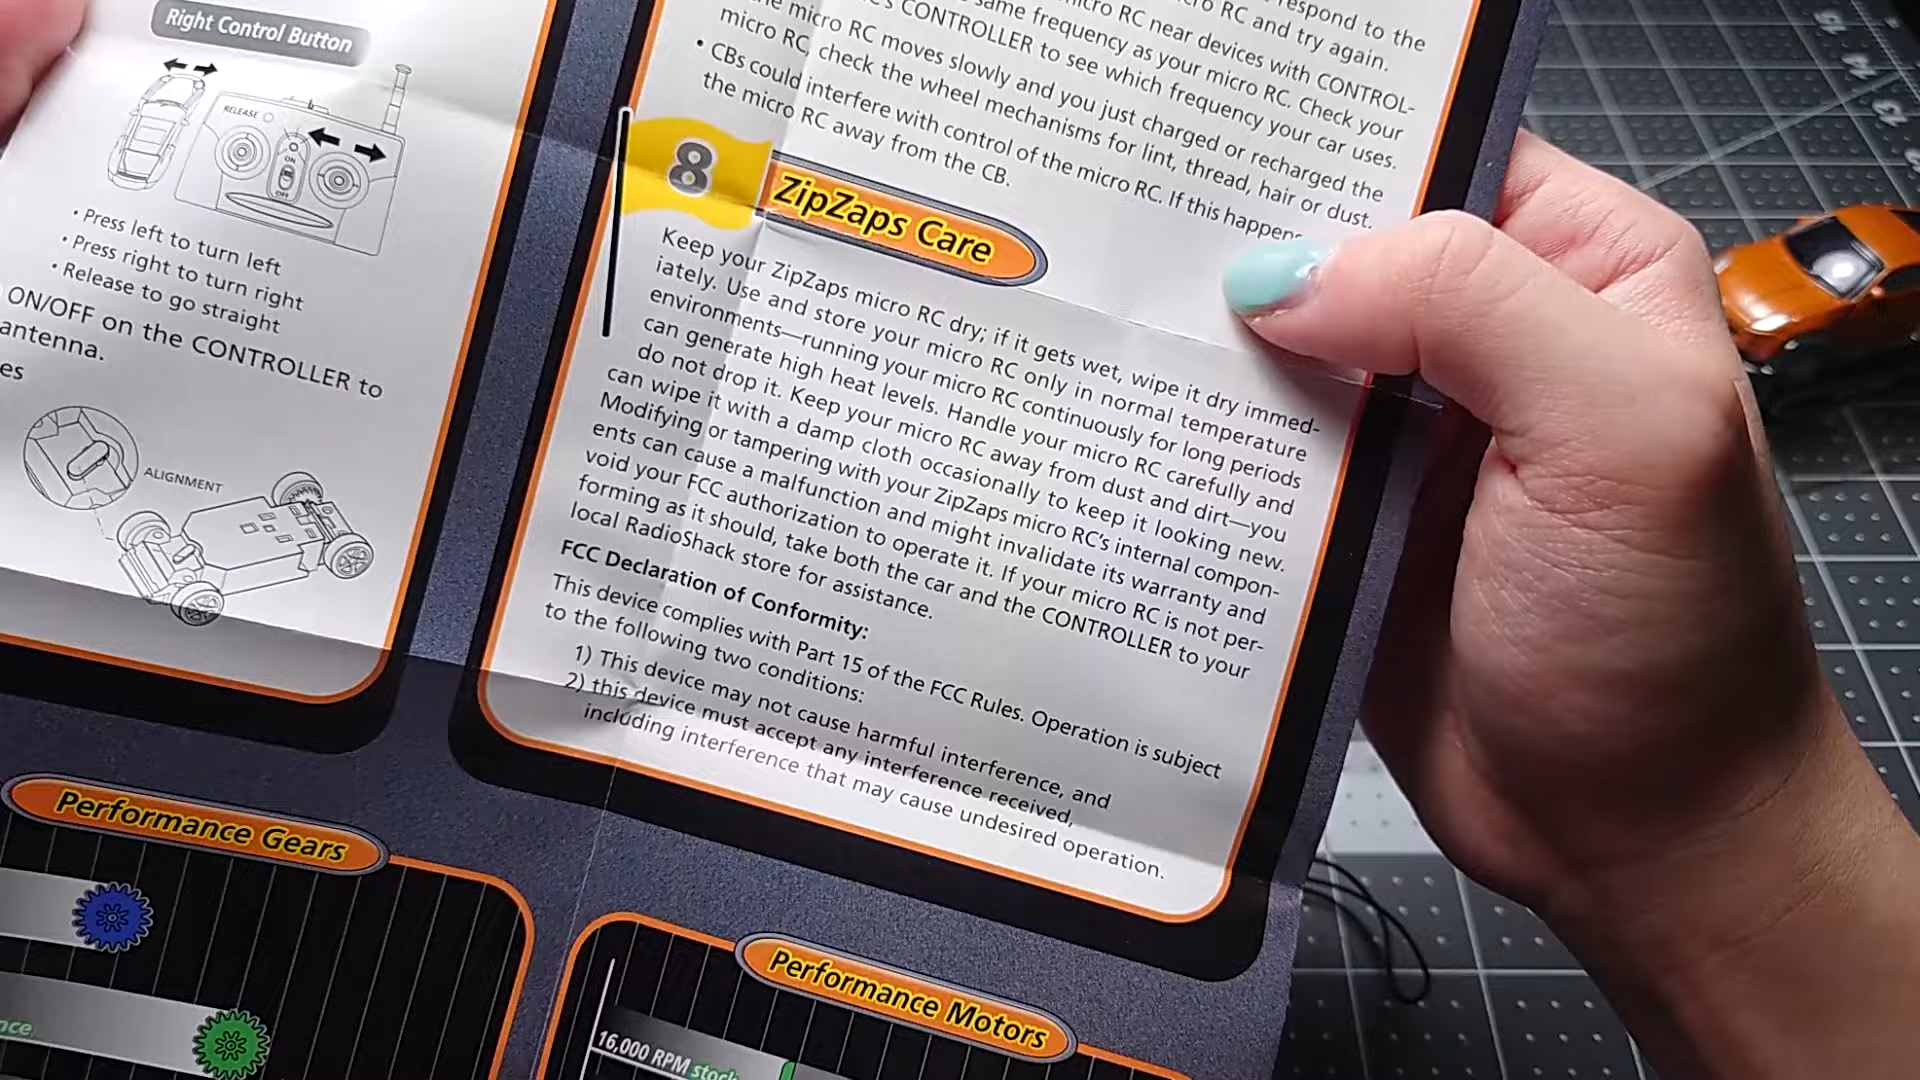 Right Control Button
RELEASE
ON
OFF
• Press left to turn left
• Press right to turn right
• Release to go straight
ON/OFF on the CONTROLLER to
antenna.
es
ALIGNMENT
respond to the
RC and try again.
micro RC near devices with CONTROL-
same frequency as your micro RC. Check your
CONTROLLER to see which frequency your car uses.
micro RC moves slowly and you just charged or recharged the
micro RC, check the wheel mechanisms for lint, thread, hair or dust.
• CBs could interfere with control of the micro RC. If this happens
the micro RC away from the CB.
8
ZipZaps Care
Keep your ZipZaps micro RC dry; if it gets wet, wipe it dry immed-
iately. Use and store your micro RC only in normal temperature
environments—running your micro RC continuously for long periods
can generate high heat levels. Handle your micro RC carefully and
do not drop it. Keep your micro RC away from dust and dirt—you
can wipe it with a damp cloth occasionally to keep it looking new.
Modifying or tampering with your ZipZaps micro RC's internal compon-
ents can cause a malfunction and might invalidate its warranty and
void your FCC authorization to operate it. If your micro RC is not per-
forming as it should, take both the car and the CONTROLLER to your
local RadioShack store for assistance.
FCC Declaration of Conformity:
This device complies with Part 15 of the FCC Rules. Operation is subject
to the following two conditions:
1) This device may not cause harmful interference, and
2) this device must accept any interference received,
including interference that may cause undesired operation.
Performance Gears
nce
Performance Motors
16,000 RPM stock